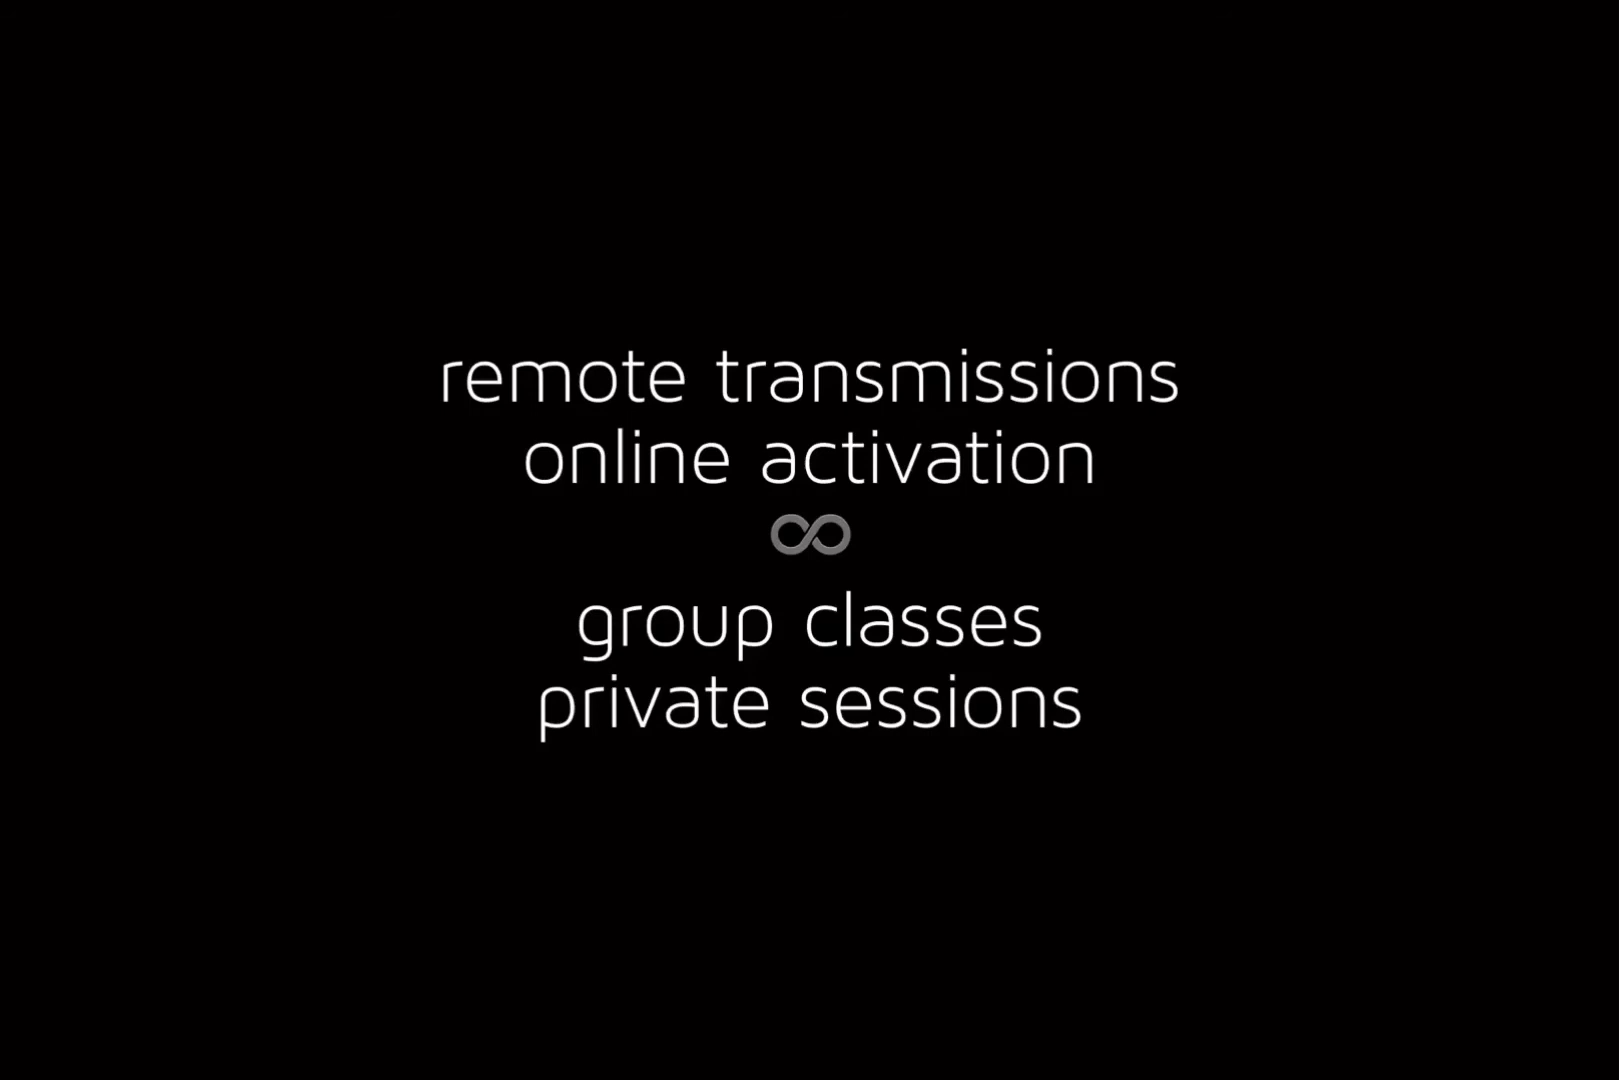 remote transmissions
online activation
∞
group classes
private sessions